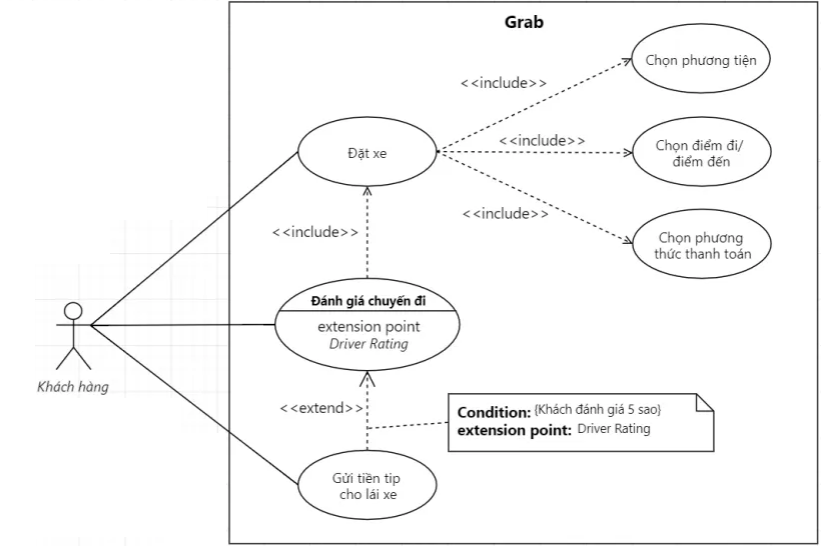 Grab
Chọn phương tiện
<<include>>
<<include>>
Chọn điểm đi/
điểm đến
Đặt xe
<<include>>
<<include>>
Chọn phương
thức thanh toán
Đánh giá chuyến đi
extension point
Driver Rating
Khách hàng
<<extend>>
Condition: {Khách đánh giá 5 sao}
extension point: Driver Rating
Gửi tiền tip
cho lái xe